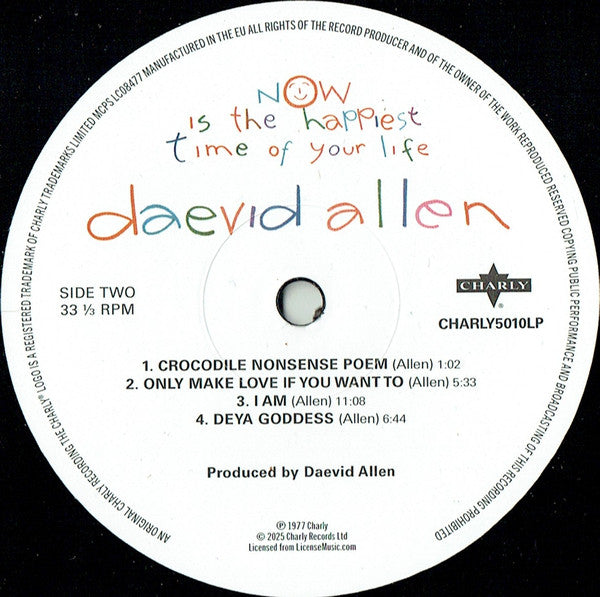 NOW
is the happiest
time of your life
daevid allen
SIDE TWO
33 ⅓ RPM
CHARLY
®
CHARLY5010LP
1. CROCODILE NONSENSE POEM (Allen) 1:02
2. ONLY MAKE LOVE IF YOU WANT TO (Allen) 5:33
3. I AM (Allen) 11:08
4. DEYA GODDESS (Allen) 6:44
Produced by Daevid Allen
℗ 1977 Charly
© 2025 Charly Records Ltd
Licensed from LicenseMusic.com
AN ORIGINAL CHARLY RECORDING THE CHARLY® LOGO IS A REGISTERED TRADEMARK OF CHARLY TRADEMARKS LIMITED MCPS LC08477 MANUFACTURED IN THE EU ALL RIGHTS OF THE RECORD PRODUCER AND OF THE OWNER OF THE WORK REPRODUCED RESERVED COPYING PUBLIC PERFORMANCE AND BROADCASTING OF THIS RECORDING PROHIBITED